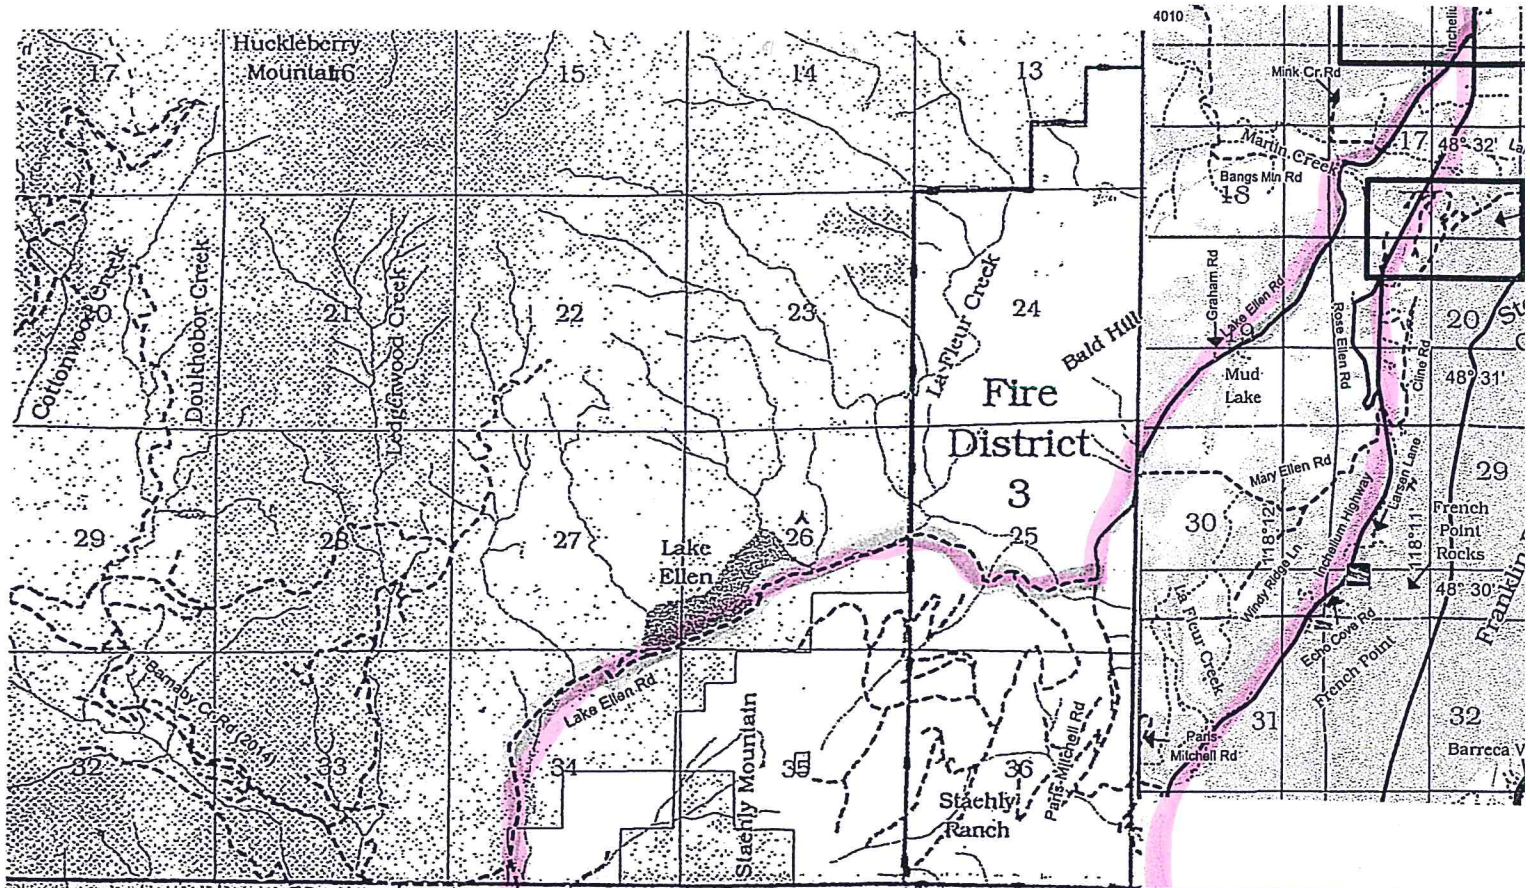 Huckleberry
Mountain
17
16
15
14
13
20
21
22
23
24
Cottonwood Creek
Doukhobor Creek
Ledgerwood Creek
La Fleur Creek
Bald Hill
Fire
District
3
29
28
27
26
25
Lake
Ellen
Lake Ellen Rd
Barnaby Cr. Rd (2014)
32
33
34
35
36
Staehly Mountain
Staehly
Ranch
Paris-Mitchell Rd
4010
Mink Cr.Rd
Martin Creek
17
48° 32'
Bangs Mtn Rd
18
Graham Rd
Lake Ellen Rd
Rose Ellen Rd
Cline Rd
20
48° 31'
Mud
Lake
Mary Ellen Rd
Larsen Lane
29
French
Point
Rocks
30
118°12'
118°11'
Windy Ridge Ln
Inchelium Highway
48° 30'
La Fleur Creek
Echo Cove Rd
French Point
Franklin
31
32
Paris-
Mitchell Rd